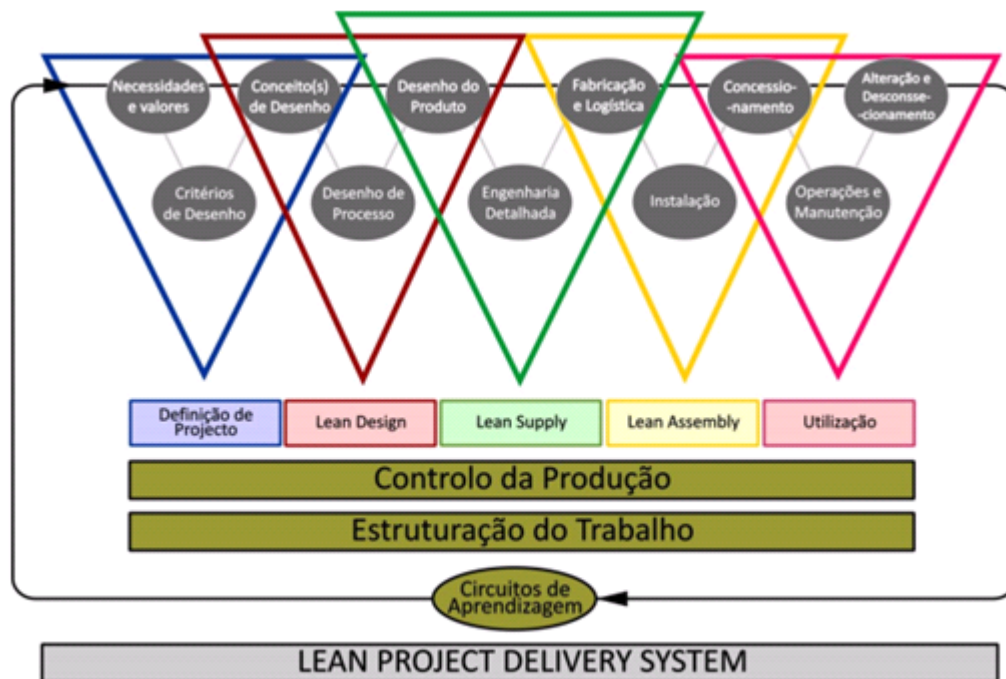 Necessidades
e valores
Conceito(s)
de Desenho
Desenho do
Produto
Fabricação
e Logística
Concessio-
-namento
Alteração e
Desconsse-
-cionamento
Critérios
de Desenho
Desenho de
Processo
Engenharia
Detalhada
Instalação
Operações e
Manutenção
Definição de
Projecto
Lean Design
Lean Supply
Lean Assembly
Utilização
Controlo da Produção
Estruturação do Trabalho
Circuitos de
Aprendizagem
LEAN PROJECT DELIVERY SYSTEM